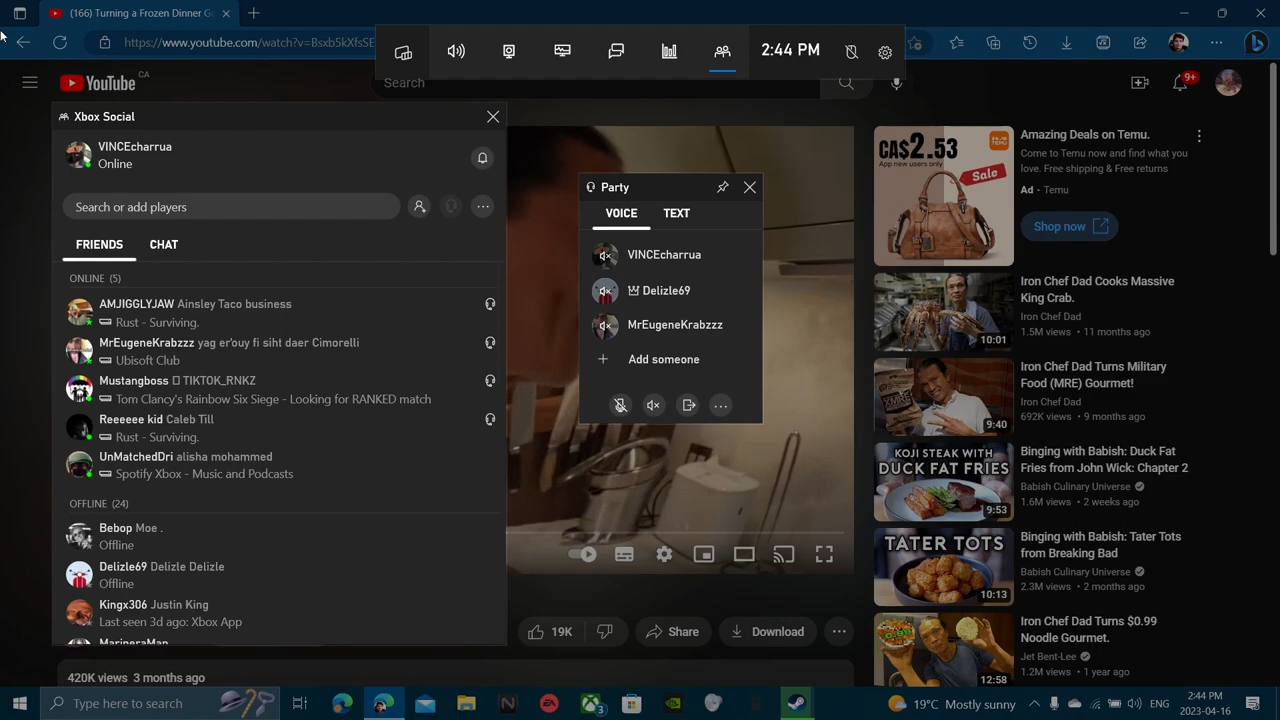 (166) Turning a Frozen Dinner Go
https://www.youtube.com/watch?v=Bsxb5kXfsSE
2:44 PM
YouTube CA
Search
9+
Xbox Social
VINCEcharrua
Online
Search or add players
FRIENDS CHAT
ONLINE (5)
AMJIGGLYJAW Ainsley Taco business
Rust - Surviving.
MrEugeneKrabzzz yag er'ouy fi siht daer Cimorelli
Ubisoft Club
Mustangboss TIKTOK_RNKZ
Tom Clancy's Rainbow Six Siege - Looking for RANKED match
Reeeeee kid Caleb Till
Rust - Surviving.
UnMatchedDri alisha mohammed
Spotify Xbox - Music and Podcasts
OFFLINE (24)
Bebop Moe .
Offline
Delizle69 Delizle Delizle
Offline
Kingx306 Justin King
Last seen 3d ago: Xbox App
MarineraMan
Party
VOICE TEXT
VINCEcharrua
Delizle69
MrEugeneKrabzzz
Add someone
CA$2.53
App new users only
Sale
TEMU
Amazing Deals on Temu.
Come to Temu now and find what you
love. Free shipping & Free returns
Ad • Temu
Shop now
10:01
Iron Chef Dad Cooks Massive
King Crab.
Iron Chef Dad
1.5M views • 11 months ago
9:40
Iron Chef Dad Turns Military
Food (MRE) Gourmet!
Iron Chef Dad
692K views • 9 months ago
KOJI STEAK WITH
DUCK FAT FRIES
9:53
Binging with Babish: Duck Fat
Fries from John Wick: Chapter 2
Babish Culinary Universe
1.6M views • 2 weeks ago
TATER TOTS
10:13
Binging with Babish: Tater Tots
from Breaking Bad
Babish Culinary Universe
2.3M views • 2 months ago
$0.99
12:58
Iron Chef Dad Turns $0.99
Noodle Gourmet.
Jet Bent-Lee
1.2M views • 1 year ago
19K
Share
Download
420K views 3 months ago
Type here to search
3
19°C Mostly sunny
ENG
2:44 PM
2023-04-16